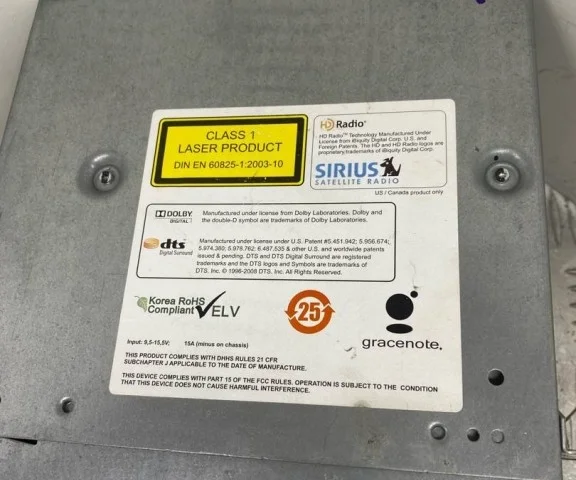 CLASS 1
LASER PRODUCT
DIN EN 60825-1:2003-10
HD Radio®
HD Radio™ Technology Manufactured Under
License from iBiquity Digital Corp. U.S. and
Foreign Patents. The HD and HD Radio logos are
proprietary trademarks of iBiquity Digital Corp.
SIRIUS
SATELLITE RADIO
US / Canada product only
DOLBY
DIGITAL
Manufactured under license from Dolby Laboratories. Dolby and
the double-D symbol are trademarks of Dolby Laboratories.
dts
Digital Surround
Manufactured under license under U.S. Patent #5.451.942; 5.956.674;
5.974.380; 5.978.762; 6.487.535 & other U.S. and worldwide patents
issued & pending. DTS and DTS Digital Surround are registered
trademarks and the DTS logos and Symbols are trademarks of
DTS, Inc. © 1996-2008 DTS, Inc. All Rights Reserved.
Korea RoHS
Compliant
ELV
25
gracenote.
Input: 9,5-15,5V; 15A (minus on chassis)
THIS PRODUCT COMPLIES WITH DHHS RULES 21 CFR
SUBCHAPTER J APPLICABLE TO THE DATE OF MANUFACTURE.
THIS DEVICE COMPLIES WITH PART 15 OF THE FCC RULES. OPERATION IS SUBJECT TO THE CONDITION
THAT THIS DEVICE DOES NOT CAUSE HARMFUL INTERFERENCE.